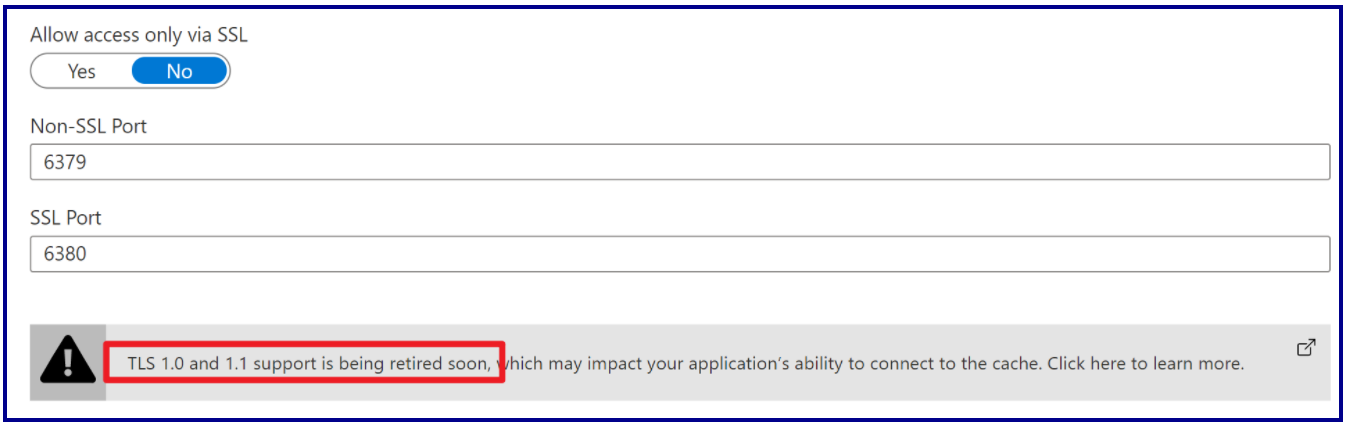 Allow access only via SSL
Yes No
Non-SSL Port
6379
SSL Port
6380
TLS 1.0 and 1.1 support is being retired soon, which may impact your application’s ability to connect to the cache. Click here to learn more.